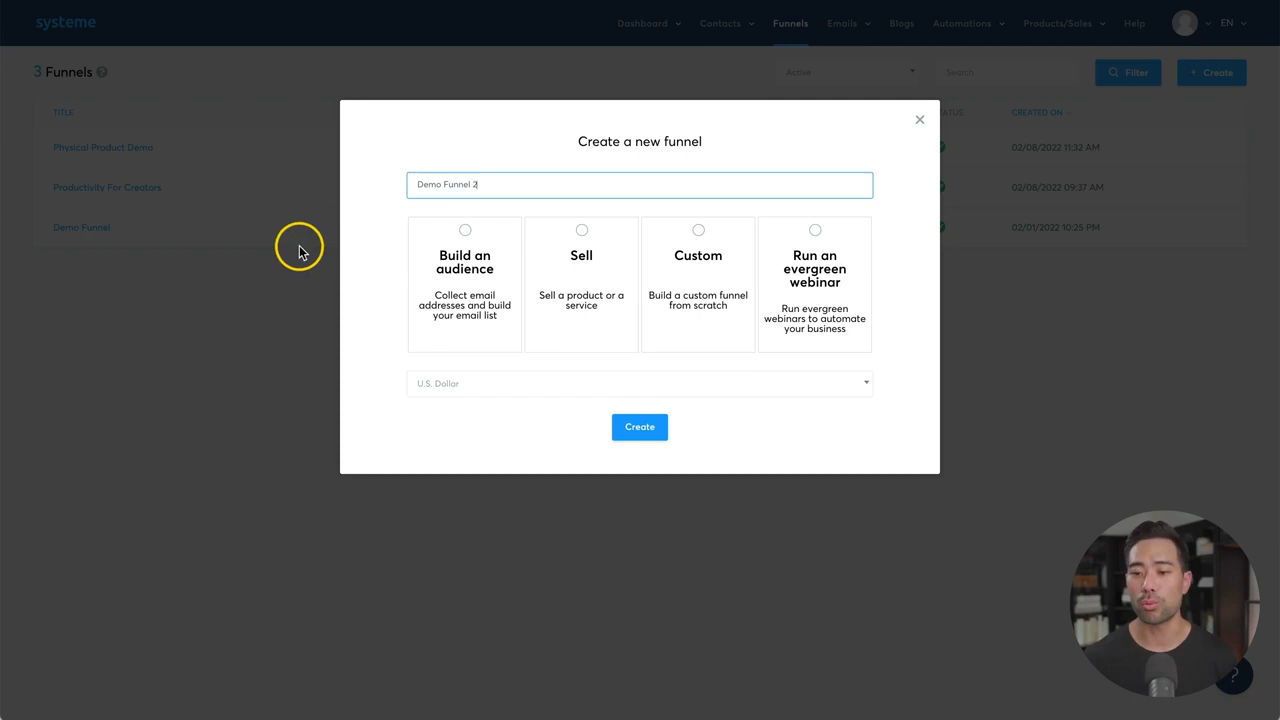 systeme
Dashboard
Contacts
Funnels
Emails
Blogs
Automations
Products/Sales
Help
EN
3 Funnels ?
Active
Search
Filter
+ Create
TITLE
CREATED ON
Physical Product Demo
02/08/2022 11:32 AM
Productivity For Creators
02/08/2022 09:37 AM
Demo Funnel
02/01/2022 10:25 PM
Create a new funnel
Demo Funnel 2
Build an
audience
Collect email
addresses and build
your email list
Sell
Sell a product or a
service
Custom
Build a custom funnel
from scratch
Run an
evergreen
webinar
Run evergreen
webinars to automate
your business
U.S. Dollar
Create
?